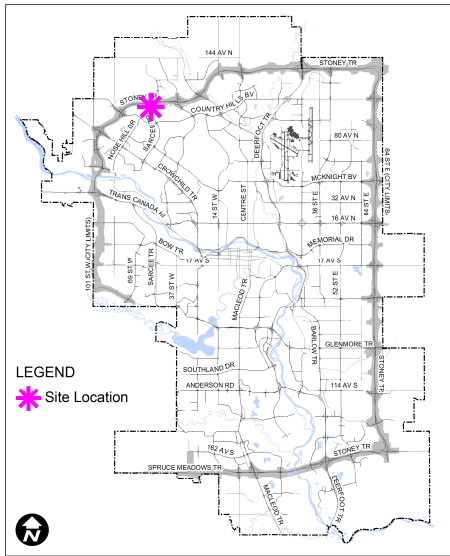 144 AV N
STONEY TR
STONEY
COUNTRY HILLS BV
NOSE HILL DR
SARCEE
DEERFOOT TR
80 AV N
84 ST E (CITY LIMITS)
CROWCHILD TR
MCKNIGHT BV
TRANS CANADA HI
14 ST W
CENTRE ST
36 ST E
32 AV N
44 ST E
16 AV N
101 ST W (CITY LIMITS)
BOW TR
MEMORIAL DR
17 AV S
17 AV S
69 ST W
SARCEE TR
37 ST W
52 ST E
MACLEOD TR
BARLOW TR
GLENMORE TR
STONEY TR
SOUTHLAND DR
ANDERSON RD
114 AV S
LEGEND
Site Location
162 AV S
STONEY TR
SPRUCE MEADOWS TR
MACLEOD TR
DEERFOOT TR
N